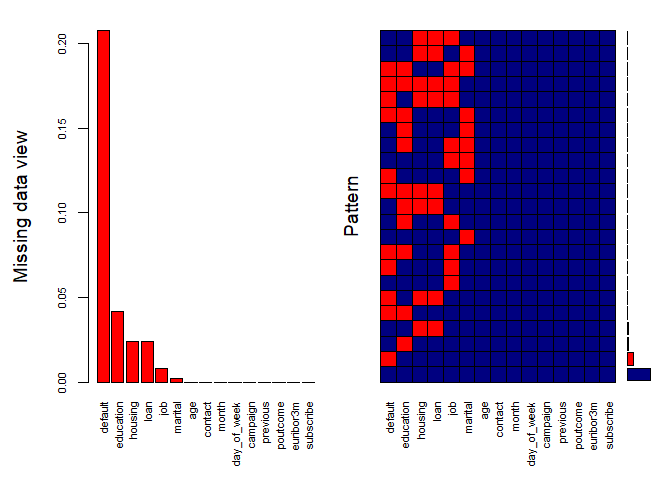 Missing data view
0.20
0.15
0.10
0.05
0.00
default
education
housing
loan
job
marital
age
contact
month
day_of_week
campaign
previous
poutcome
euribor3m
subscribe
Pattern
default
education
housing
loan
job
marital
age
contact
month
day_of_week
campaign
previous
poutcome
euribor3m
subscribe